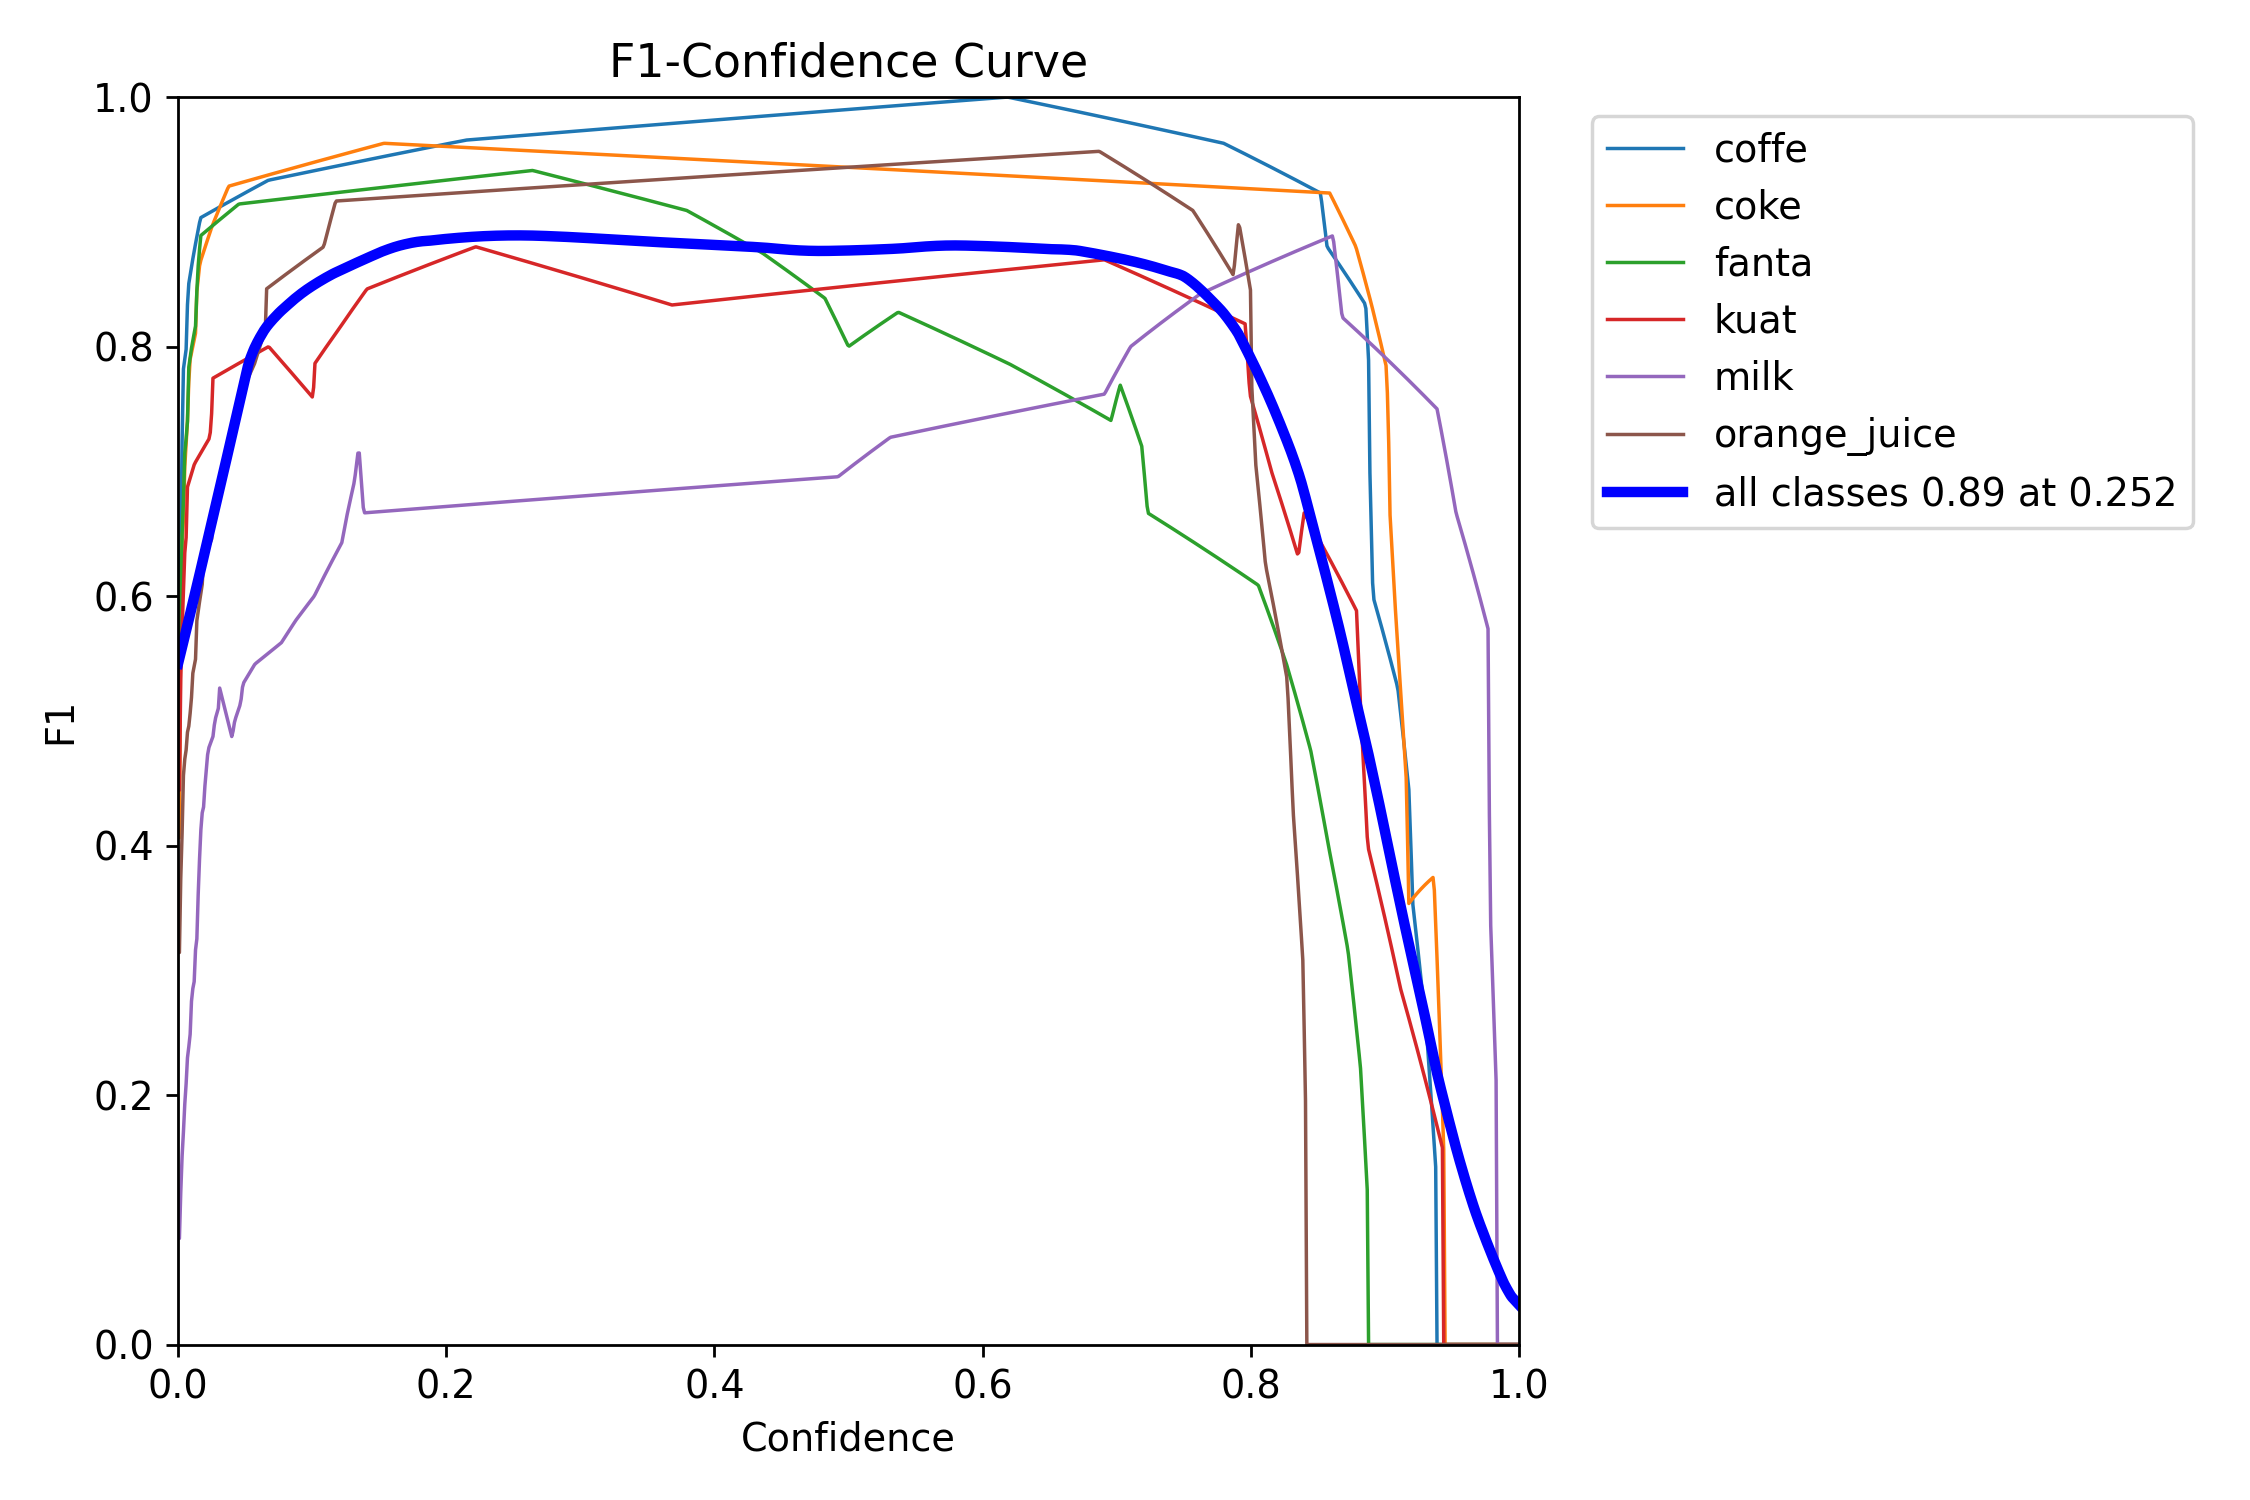 F1-Confidence Curve
1.0
0.8
0.6
0.4
0.2
0.0
F1
0.0 0.2 0.4 0.6 0.8 1.0
Confidence
coffe
coke
fanta
kuat
milk
orange_juice
all classes 0.89 at 0.252